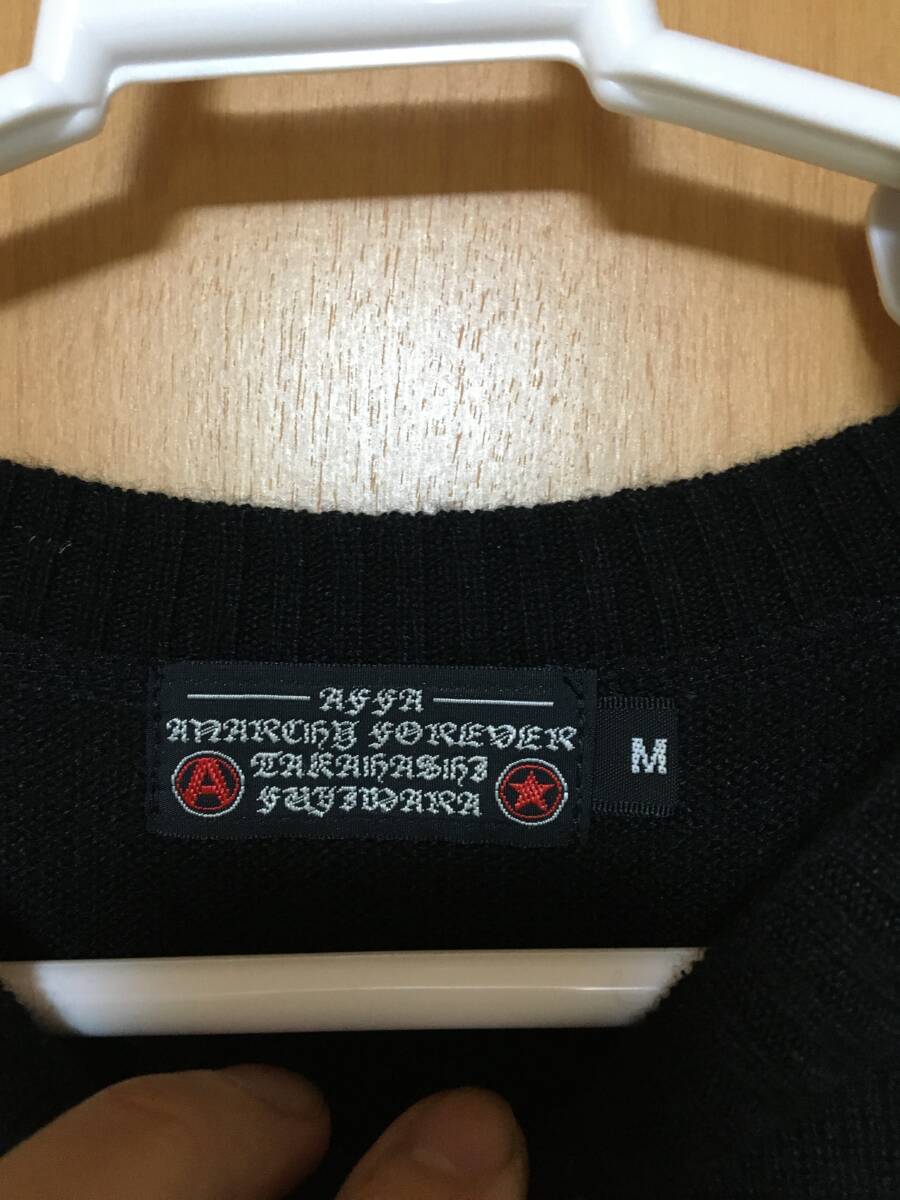 AFFA
ANARCHY FOREVER
TAKAHASHI
FUJIWARA
A
M